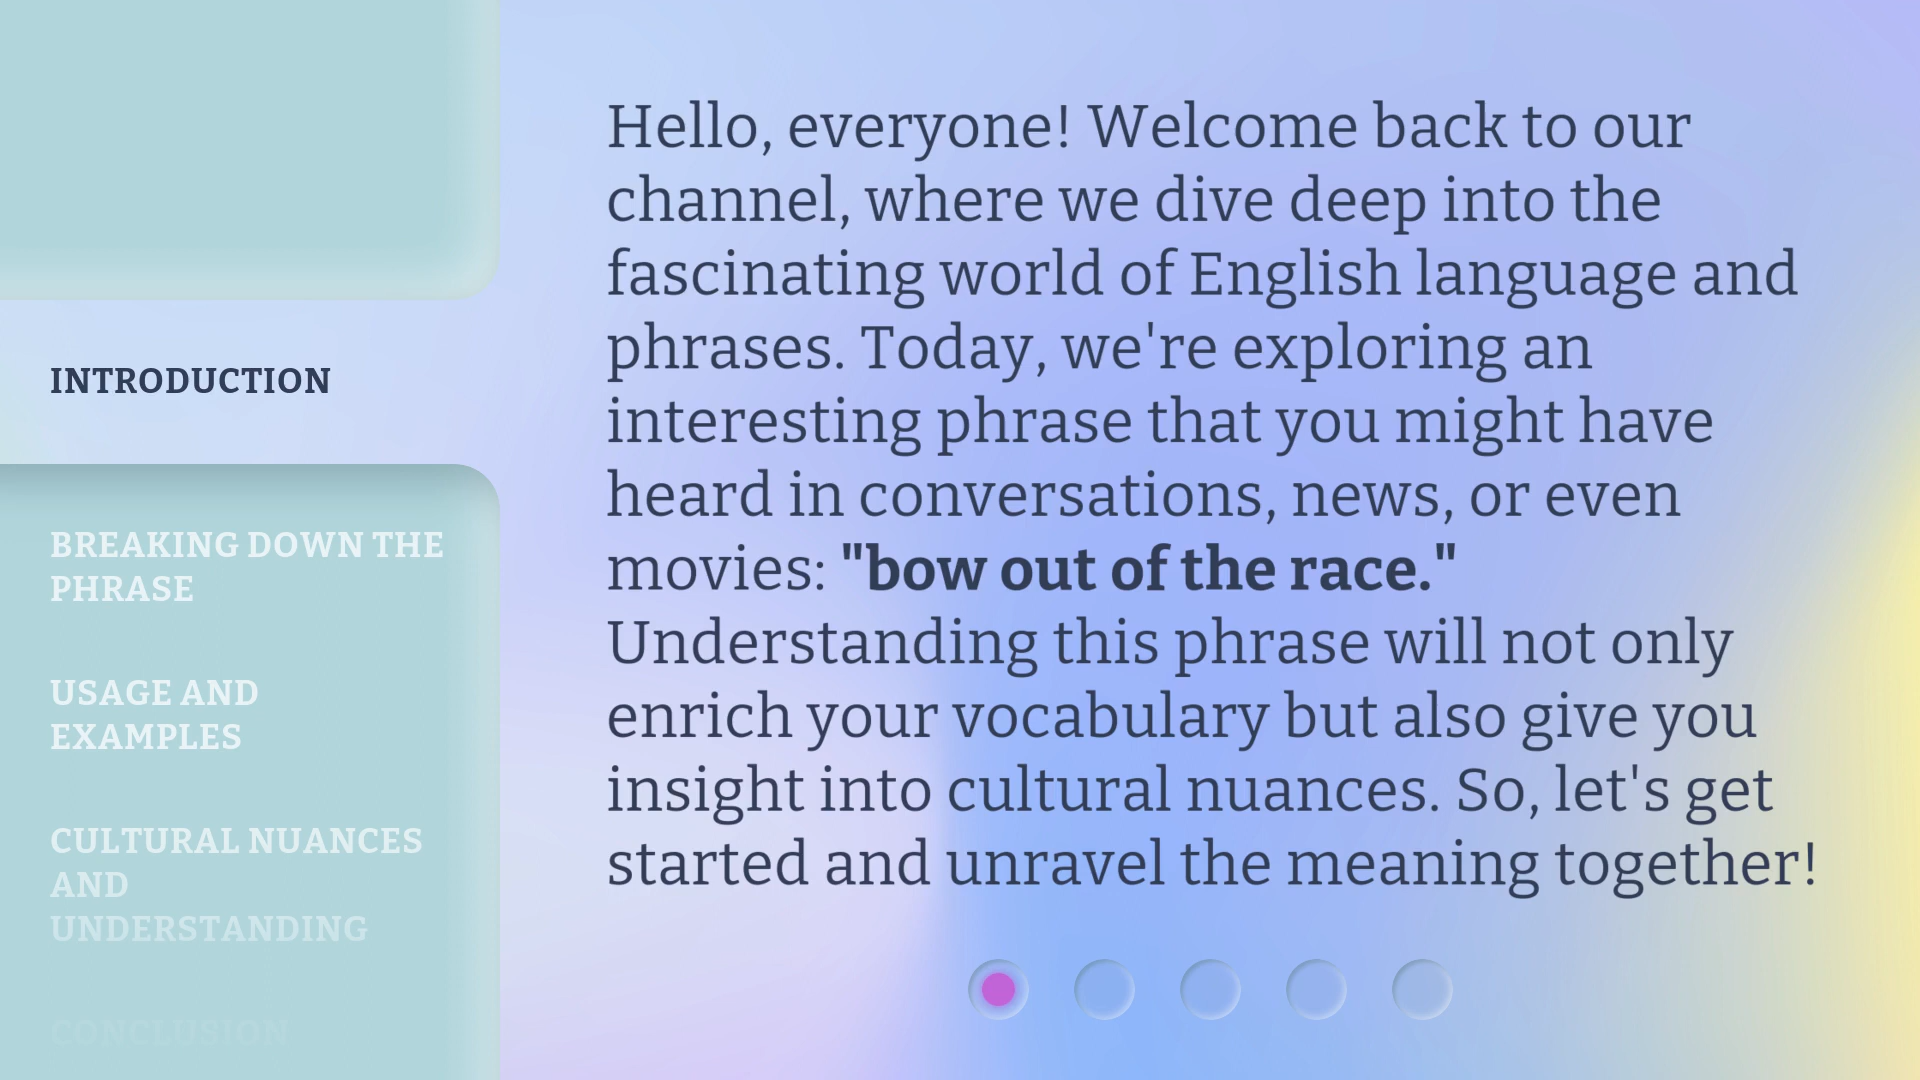 INTRODUCTION
BREAKING DOWN THE
PHRASE
USAGE AND
EXAMPLES
CULTURAL NUANCES
AND
UNDERSTANDING
CONCLUSION
Hello, everyone! Welcome back to our
channel, where we dive deep into the
fascinating world of English language and
phrases. Today, we're exploring an
interesting phrase that you might have
heard in conversations, news, or even
movies: "bow out of the race."
Understanding this phrase will not only
enrich your vocabulary but also give you
insight into cultural nuances. So, let's get
started and unravel the meaning together!